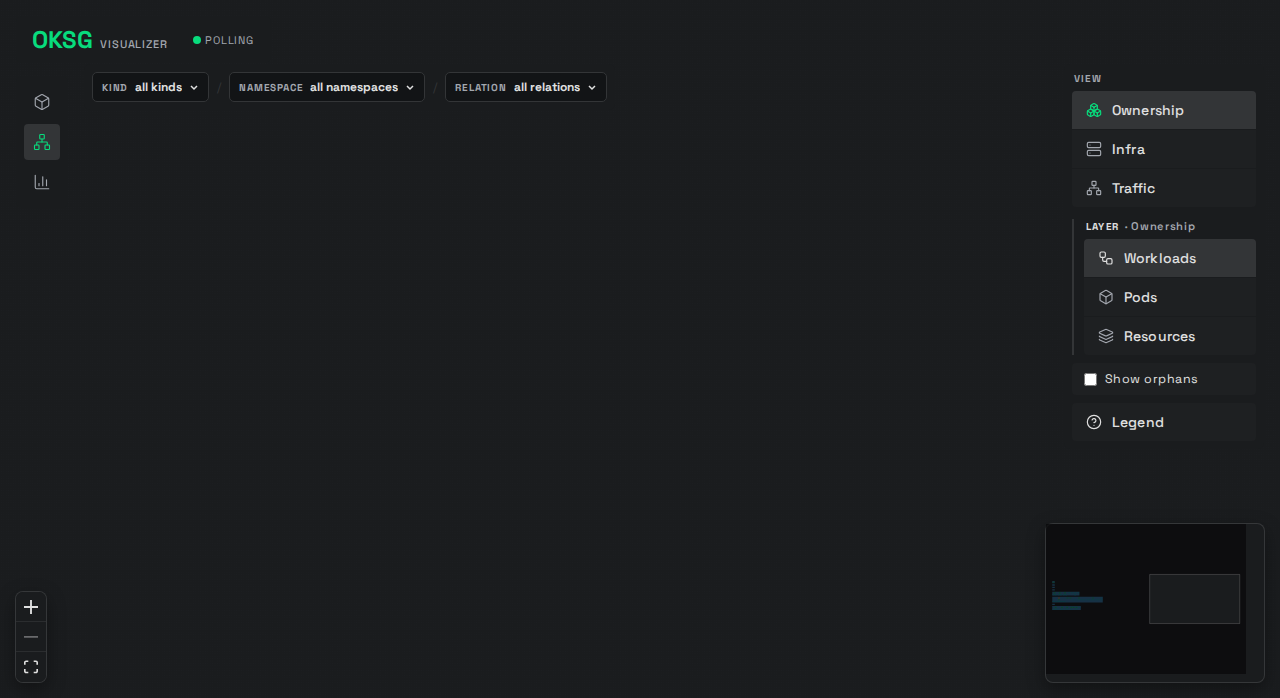 OKSG VISUALIZER POLLING
KIND all kinds / NAMESPACE all namespaces / RELATION all relations
VIEW
Ownership
Infra
Traffic
LAYER · Ownership
Workloads
Pods
Resources
Show orphans
Legend